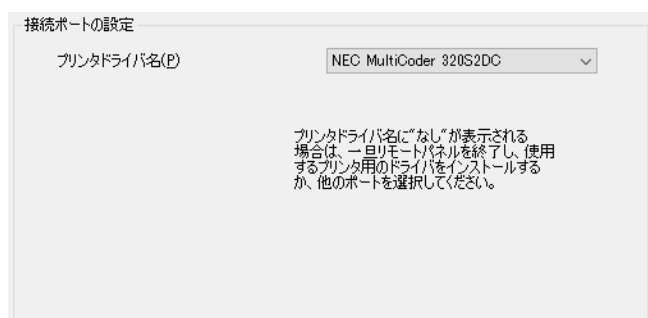 接続ポートの設定
プリンタドライバ名(P)
NEC MultiCoder 320S2DC
プリンタドライバ名に"なし"が表示される
場合は、一旦リモートパネルを終了し、使用
するプリンタ用のドライバをインストールする
か、他のポートを選択してください。